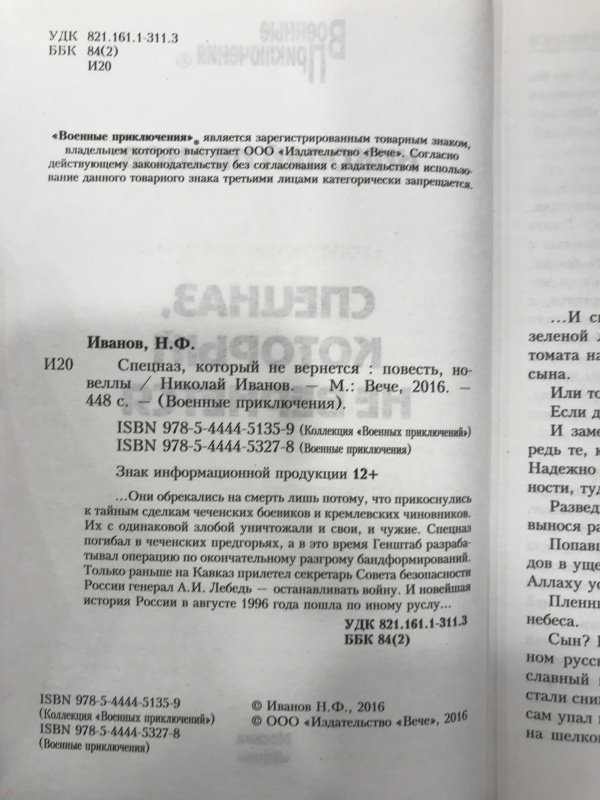 УДК 821.161.1-311.3
ББК 84(2)
И20
«Военные приключения», является зарегистрированным товарным знаком,
владельцем которого выступает ООО «Издательство «Вече». Согласно
действующему законодательству без согласования с издательством использо-
вание данного товарного знака третьими лицами категорически запрещается.
Иванов, Н.Ф.
И20 Спецназ, который не вернется : повесть, но-
веллы / Николай Иванов. — М.: Вече, 2016. —
448 с. — (Военные приключения).
ISBN 978-5-4444-5135-9 (Коллекция «Военных приключений»)
ISBN 978-5-4444-5327-8 (Военные приключения)
Знак информационной продукции 12+
...Они обрекались на смерть лишь потому, что прикоснулись
к тайным сделкам чеченских боевиков и кремлевских чиновников.
Их с одинаковой злобой уничтожали и свои, и чужие. Спецназ
погибал в чеченских предгорьях, а в это время Генштаб разраба-
тывал операцию по окончательному разгрому бандформирований.
Только раньше на Кавказ прилетел секретарь Совета безопасности
России генерал А.И. Лебедь — останавливать войну. И новейшая
история России в августе 1996 года пошла по иному руслу...
УДК 821.161.1-311.3
ББК 84(2)
ISBN 978-5-4444-5135-9
(Коллекция «Военных приключений»)
ISBN 978-5-4444-5327-8
(Военные приключения)
© Иванов Н.Ф., 2016
© ООО «Издательство «Вече», 2016
...И с
зеленой л
томата на
сына.
Или то
Если д
И заме
редь те, к
Надежно
ности, туд
Развед
вынося ра
Попавш
дов в уще
Аллаху ус
Пленны
небеса.
Сын? В
ном русск
славный
стали сни
сам упал н
на шелков